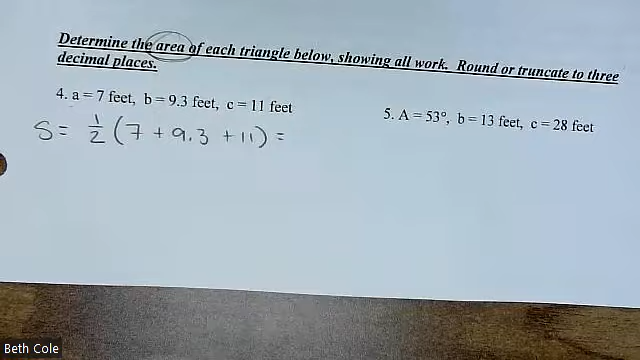 Determine the area of each triangle below, showing all work. Round or truncate to three
decimal places.
4. a = 7 feet, b = 9.3 feet, c = 11 feet
S = 1/2 (7 + 9.3 + 11) =
5. A = 53°, b = 13 feet, c = 28 feet
Beth Cole